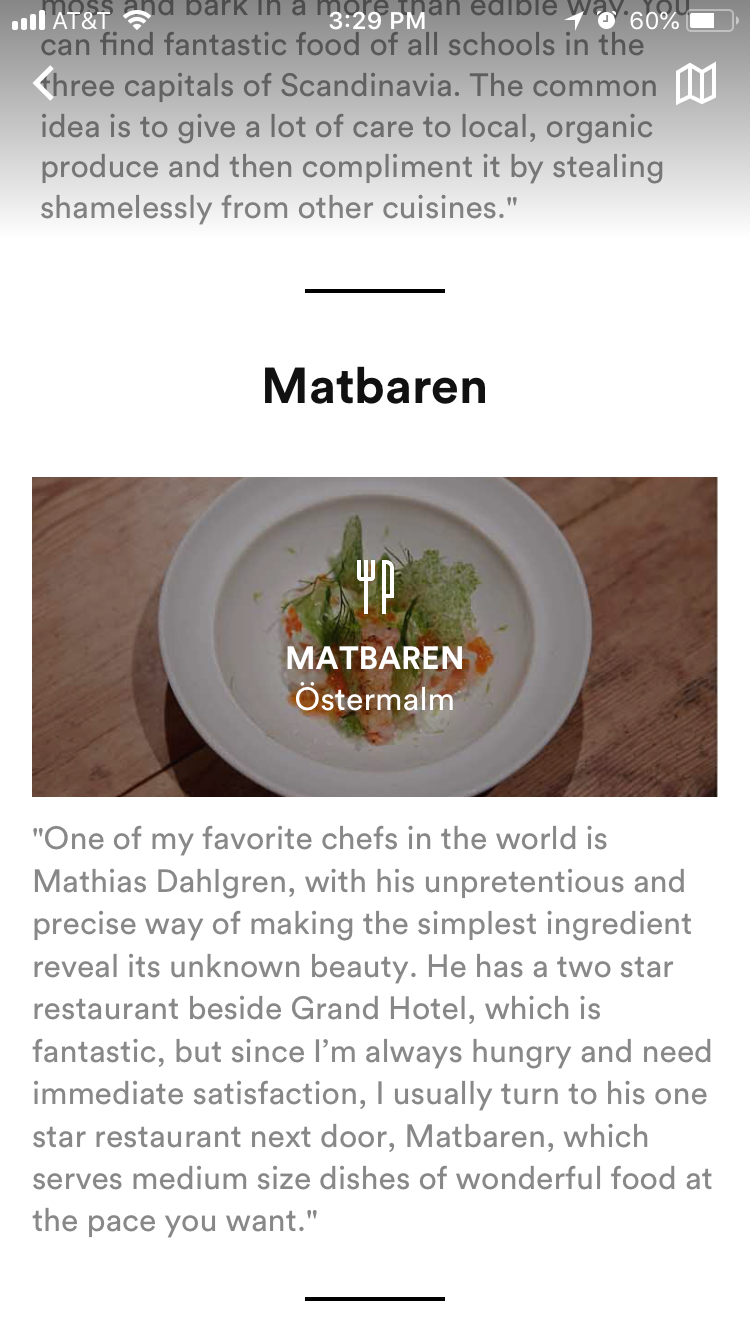 moss and bark in a more than edible way. You
AT&T 3:29 PM 60%
can find fantastic food of all schools in the
three capitals of Scandinavia. The common
idea is to give a lot of care to local, organic
produce and then compliment it by stealing
shamelessly from other cuisines."
Matbaren
MATBAREN
Östermalm
"One of my favorite chefs in the world is
Mathias Dahlgren, with his unpretentious and
precise way of making the simplest ingredient
reveal its unknown beauty. He has a two star
restaurant beside Grand Hotel, which is
fantastic, but since I’m always hungry and need
immediate satisfaction, I usually turn to his one
star restaurant next door, Matbaren, which
serves medium size dishes of wonderful food at
the pace you want."